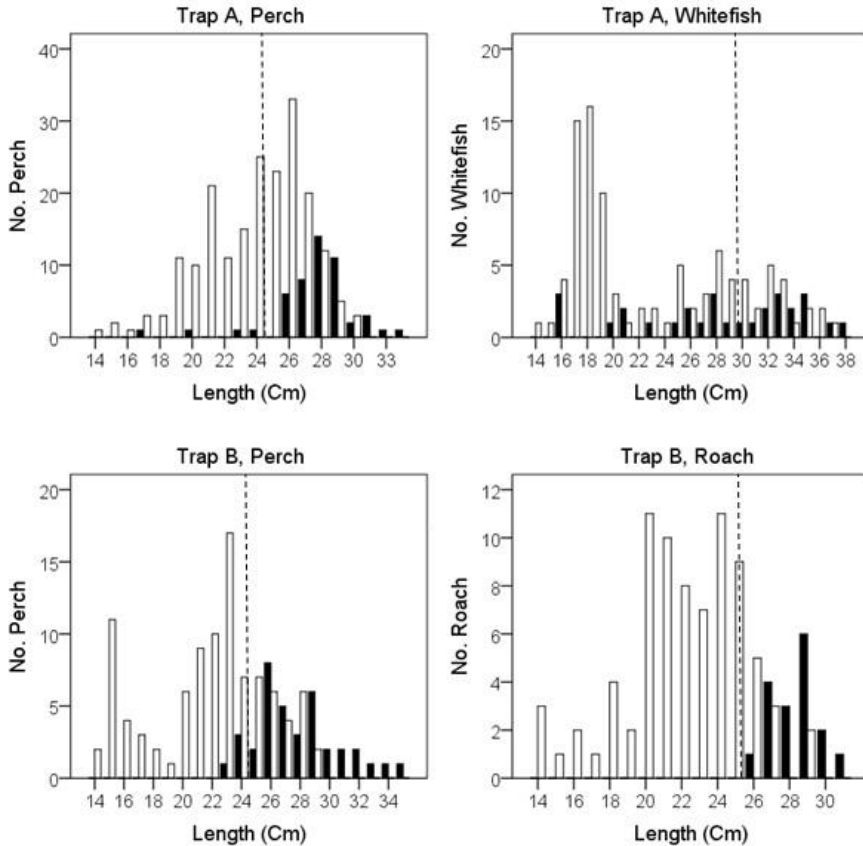 Trap A, Perch
No. Perch
40
30
20
10
0
14 16 18 20 22 24 26 28 30 33
Length (Cm)
Trap A, Whitefish
No. Whitefish
20
15
10
5
0
14 16 18 20 22 24 26 28 30 32 34 36 38
Length (Cm)
Trap B, Perch
No. Perch
20
15
10
5
0
14 16 18 20 22 24 26 28 30 32 34
Length (Cm)
Trap B, Roach
No. Roach
12
10
8
6
4
2
0
14 16 18 20 22 24 26 28 30
Length (Cm)